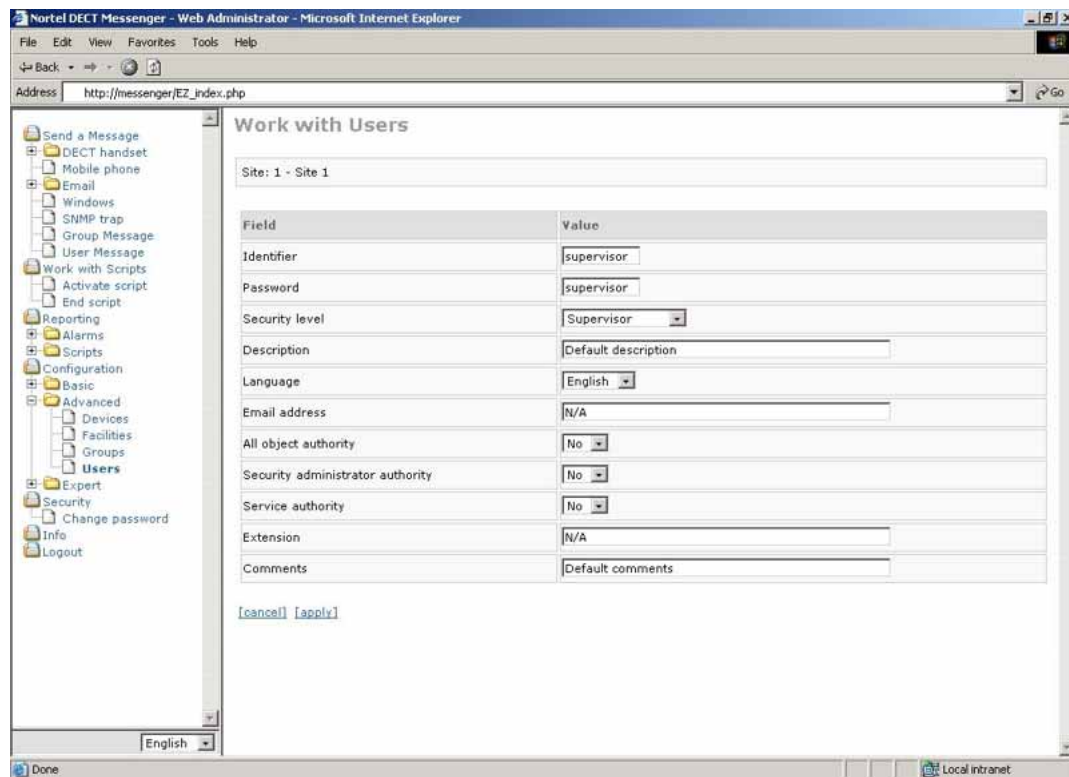 Nortel DECT Messenger - Web Administrator - Microsoft Internet Explorer
File Edit View Favorites Tools Help
Back
Address http://messenger/EZ_index.php Go
Send a Message
DECT handset
Mobile phone
Email
Windows
SNMP trap
Group Message
User Message
Work with Scripts
Activate script
End script
Reporting
Alarms
Scripts
Configuration
Basic
Advanced
Devices
Facilities
Groups
Users
Expert
Security
Change password
Info
Logout
English
Work with Users
Site: 1 - Site 1
Field Value
Identifier supervisor
Password supervisor
Security level Supervisor
Description Default description
Language English
Email address N/A
All object authority No
Security administrator authority No
Service authority No
Extension N/A
Comments Default comments
[cancel] [apply]
Done Local intranet